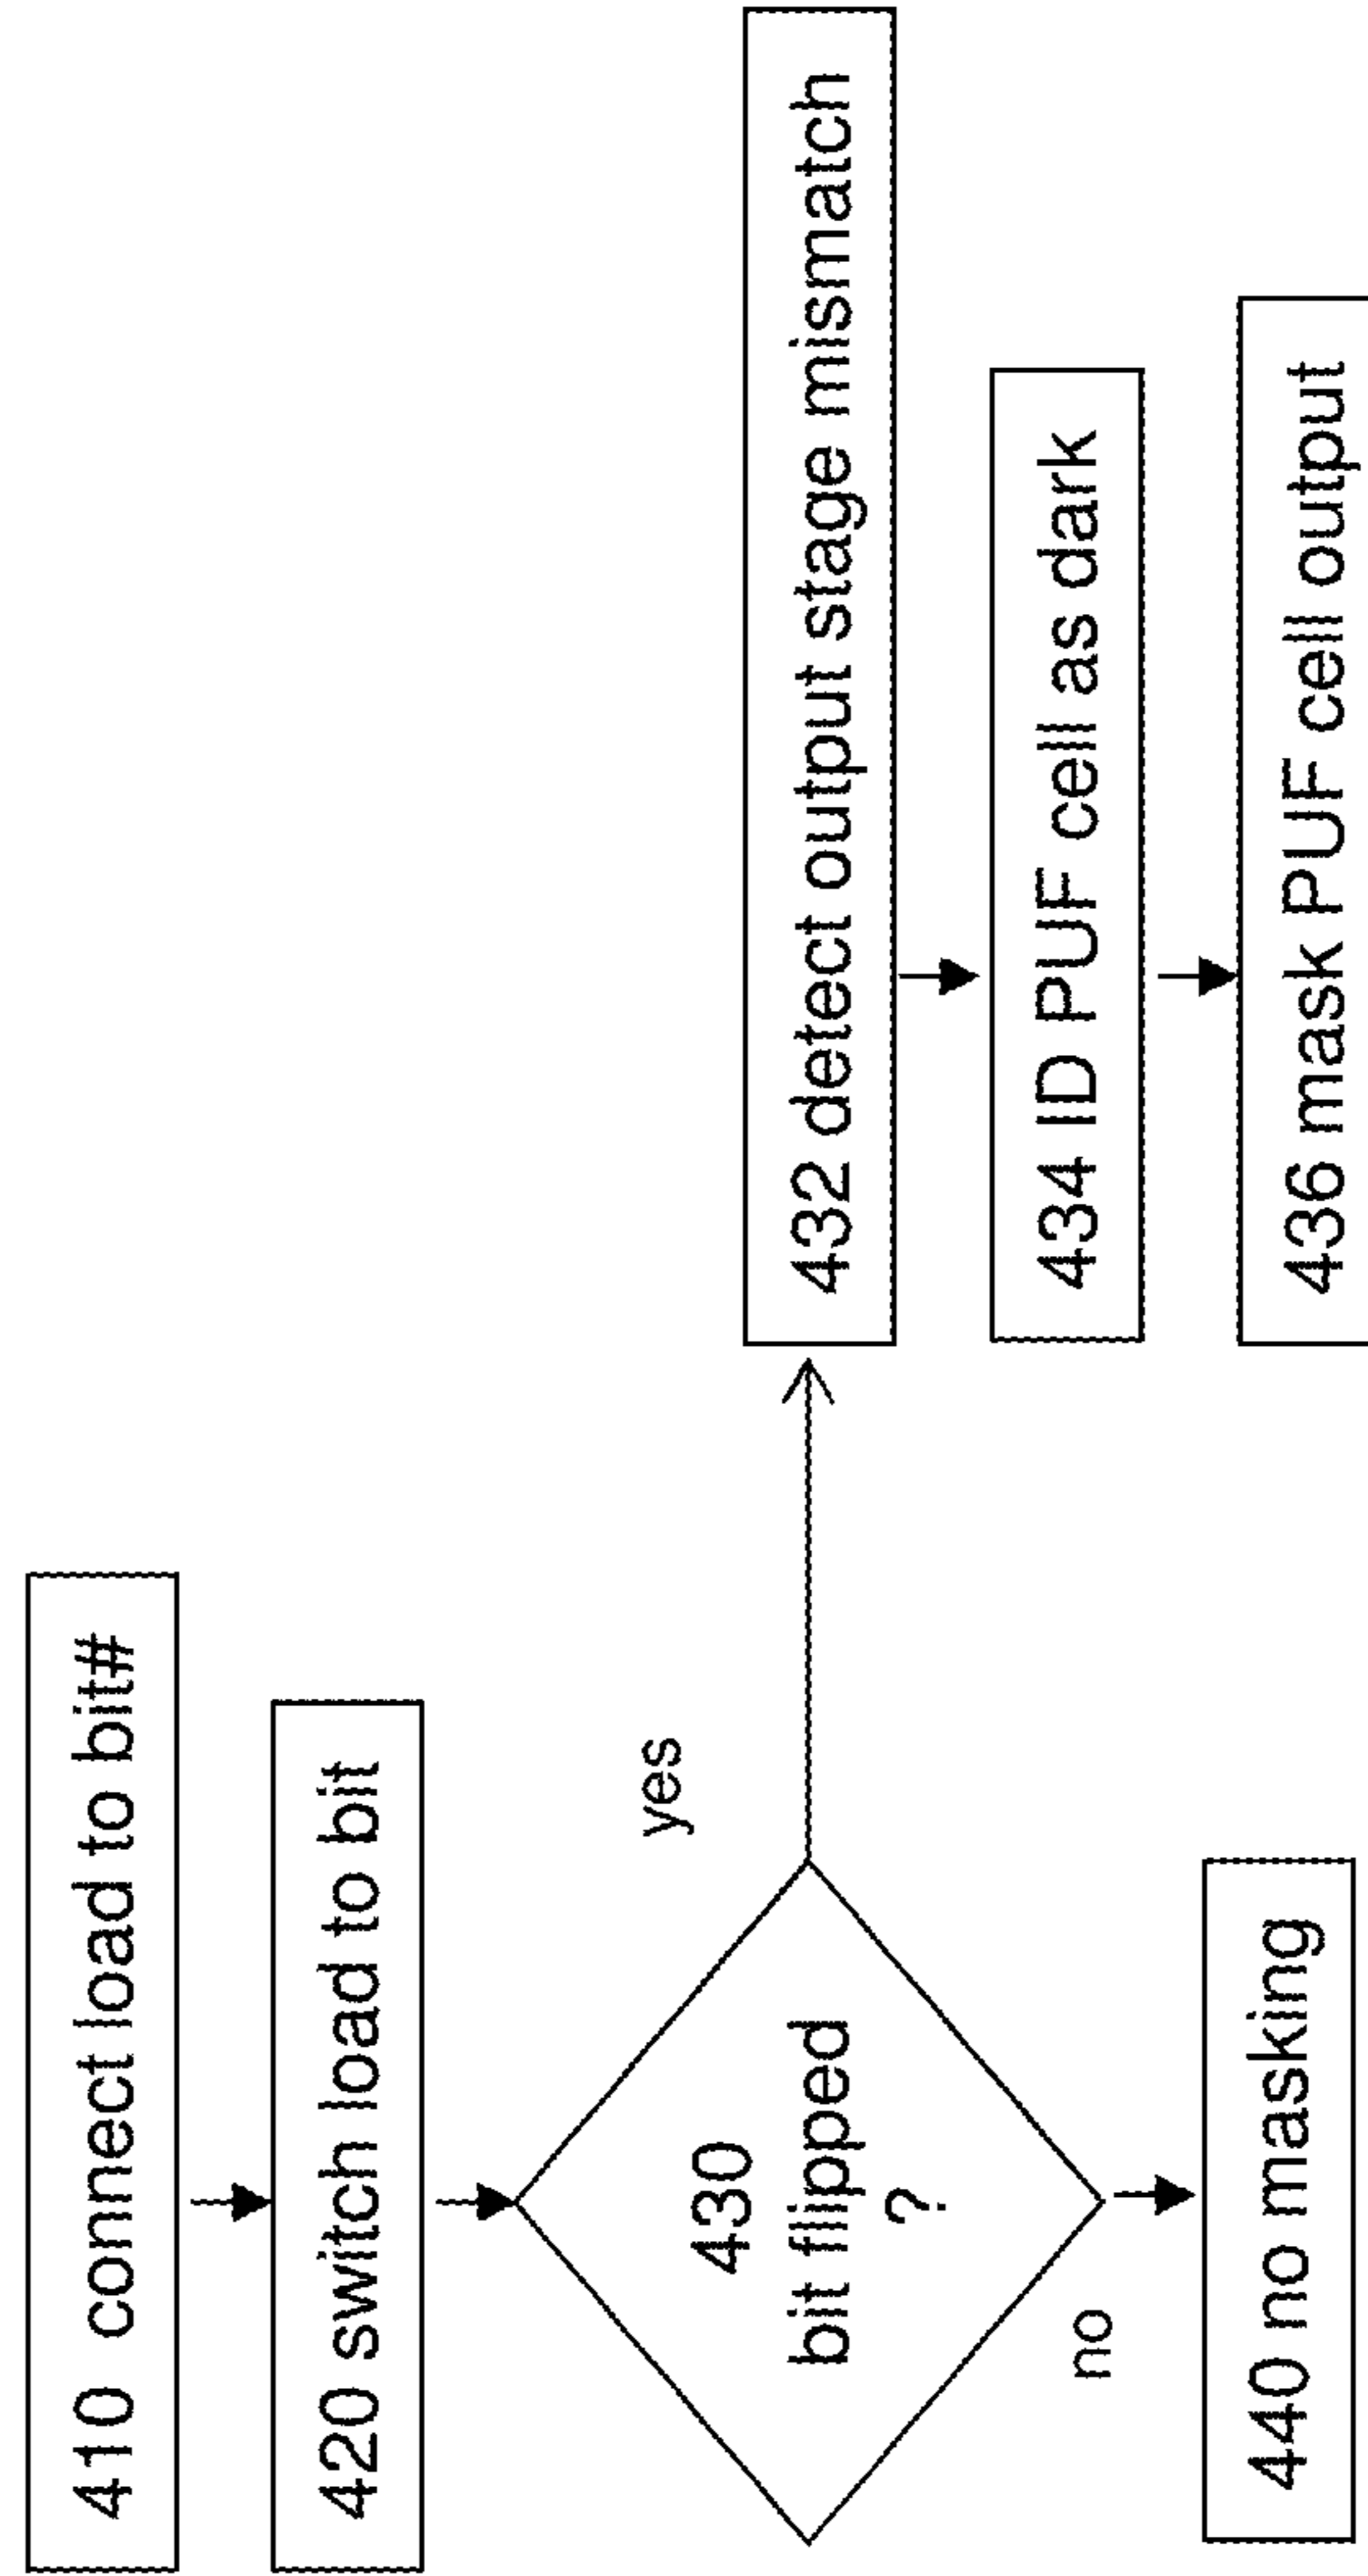 410 connect load to bit#
420 switch load to bit
430
bit flipped
?
yes
432 detect output stage mismatch
434 ID PUF cell as dark
436 mask PUF cell output
no
440 no masking